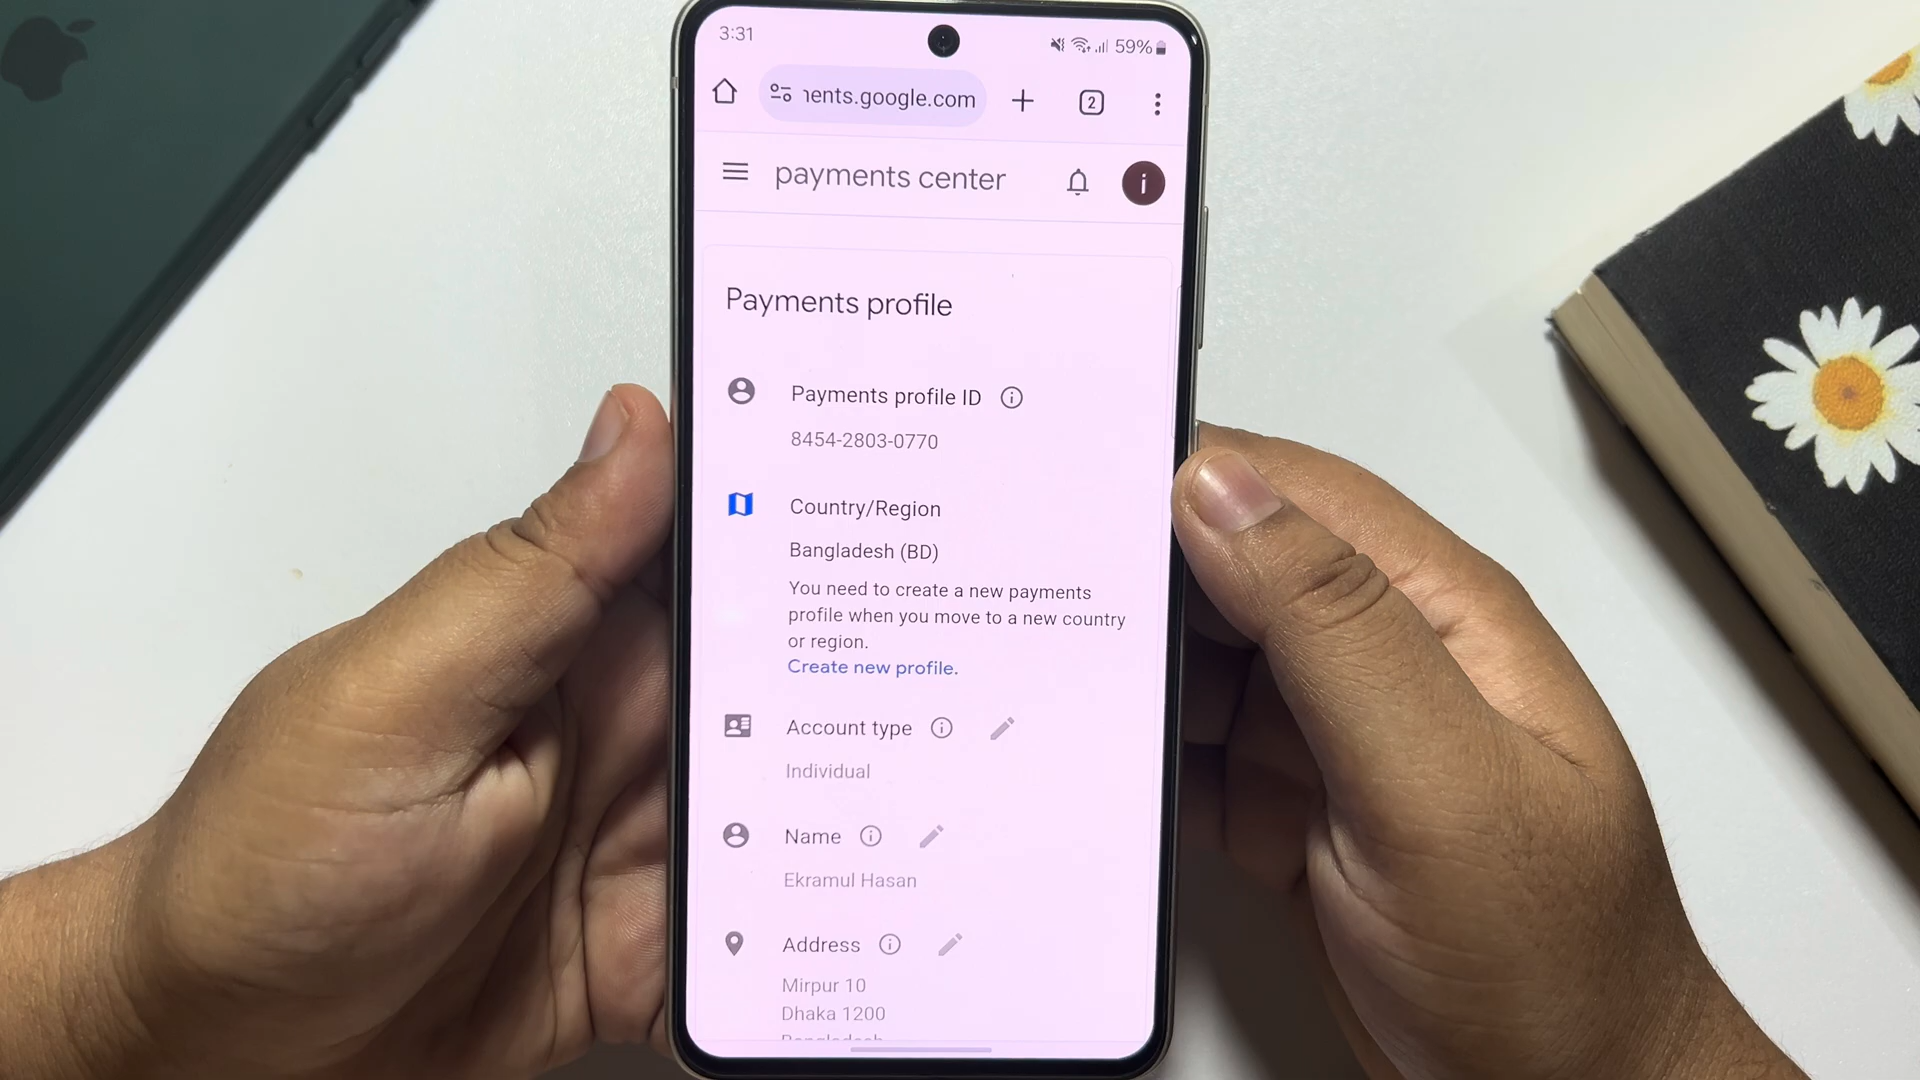 3:31
59%
nents.google.com
2
payments center
i
Payments profile
Payments profile ID
8454-2803-0770
Country/Region
Bangladesh (BD)
You need to create a new payments
profile when you move to a new country
or region.
Create new profile.
Account type
Individual
Name
Ekramul Hasan
Address
Mirpur 10
Dhaka 1200
Bangladesh